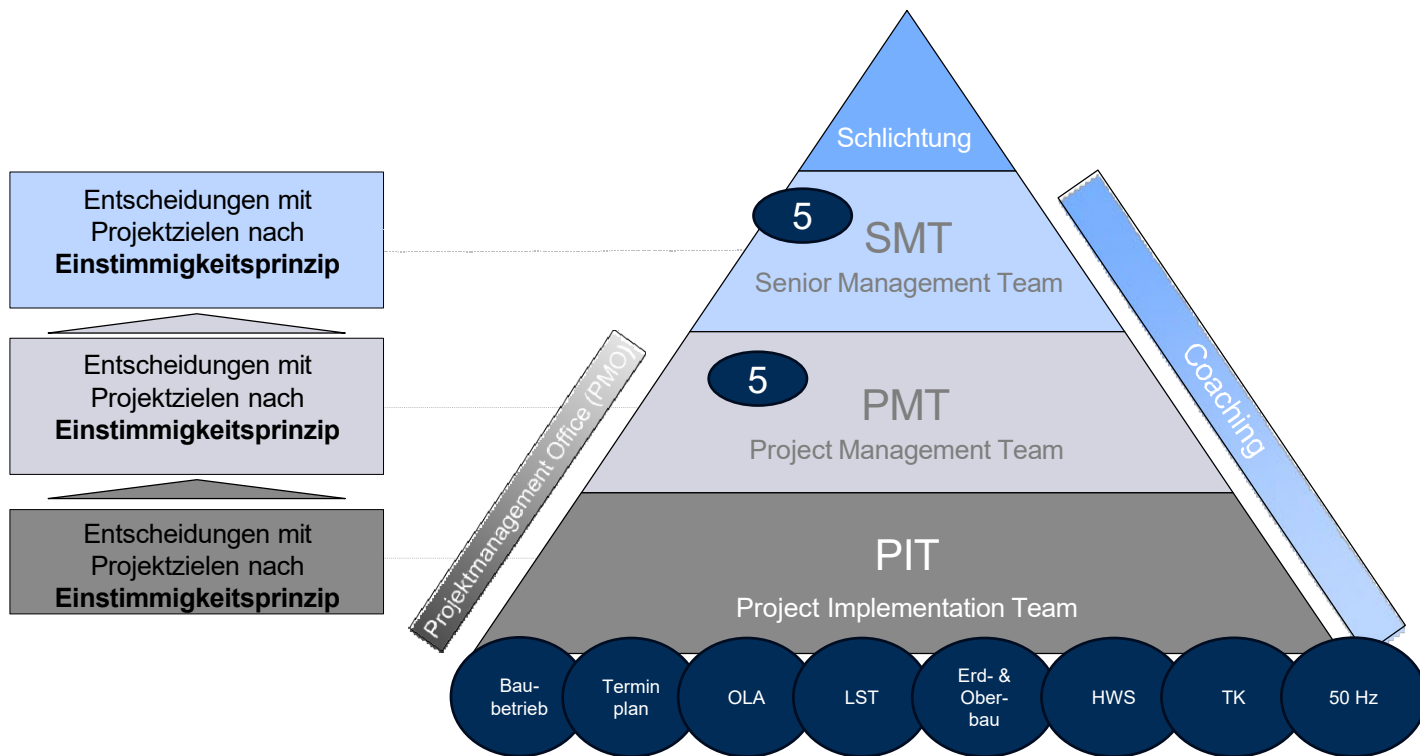 Schlichtung
Entscheidungen mit
Projektzielen nach
Einstimmigkeitsprinzip
5
SMT
Senior Management Team
Entscheidungen mit
Projektzielen nach
Einstimmigkeitsprinzip
5
PMT
Project Management Team
Entscheidungen mit
Projektzielen nach
Einstimmigkeitsprinzip
PIT
Project Implementation Team
Projektmanagement Office (PMO)
Coaching
Bau-
betrieb
Termin
plan
OLA
LST
Erd- &
Ober-
bau
HWS
TK
50 Hz